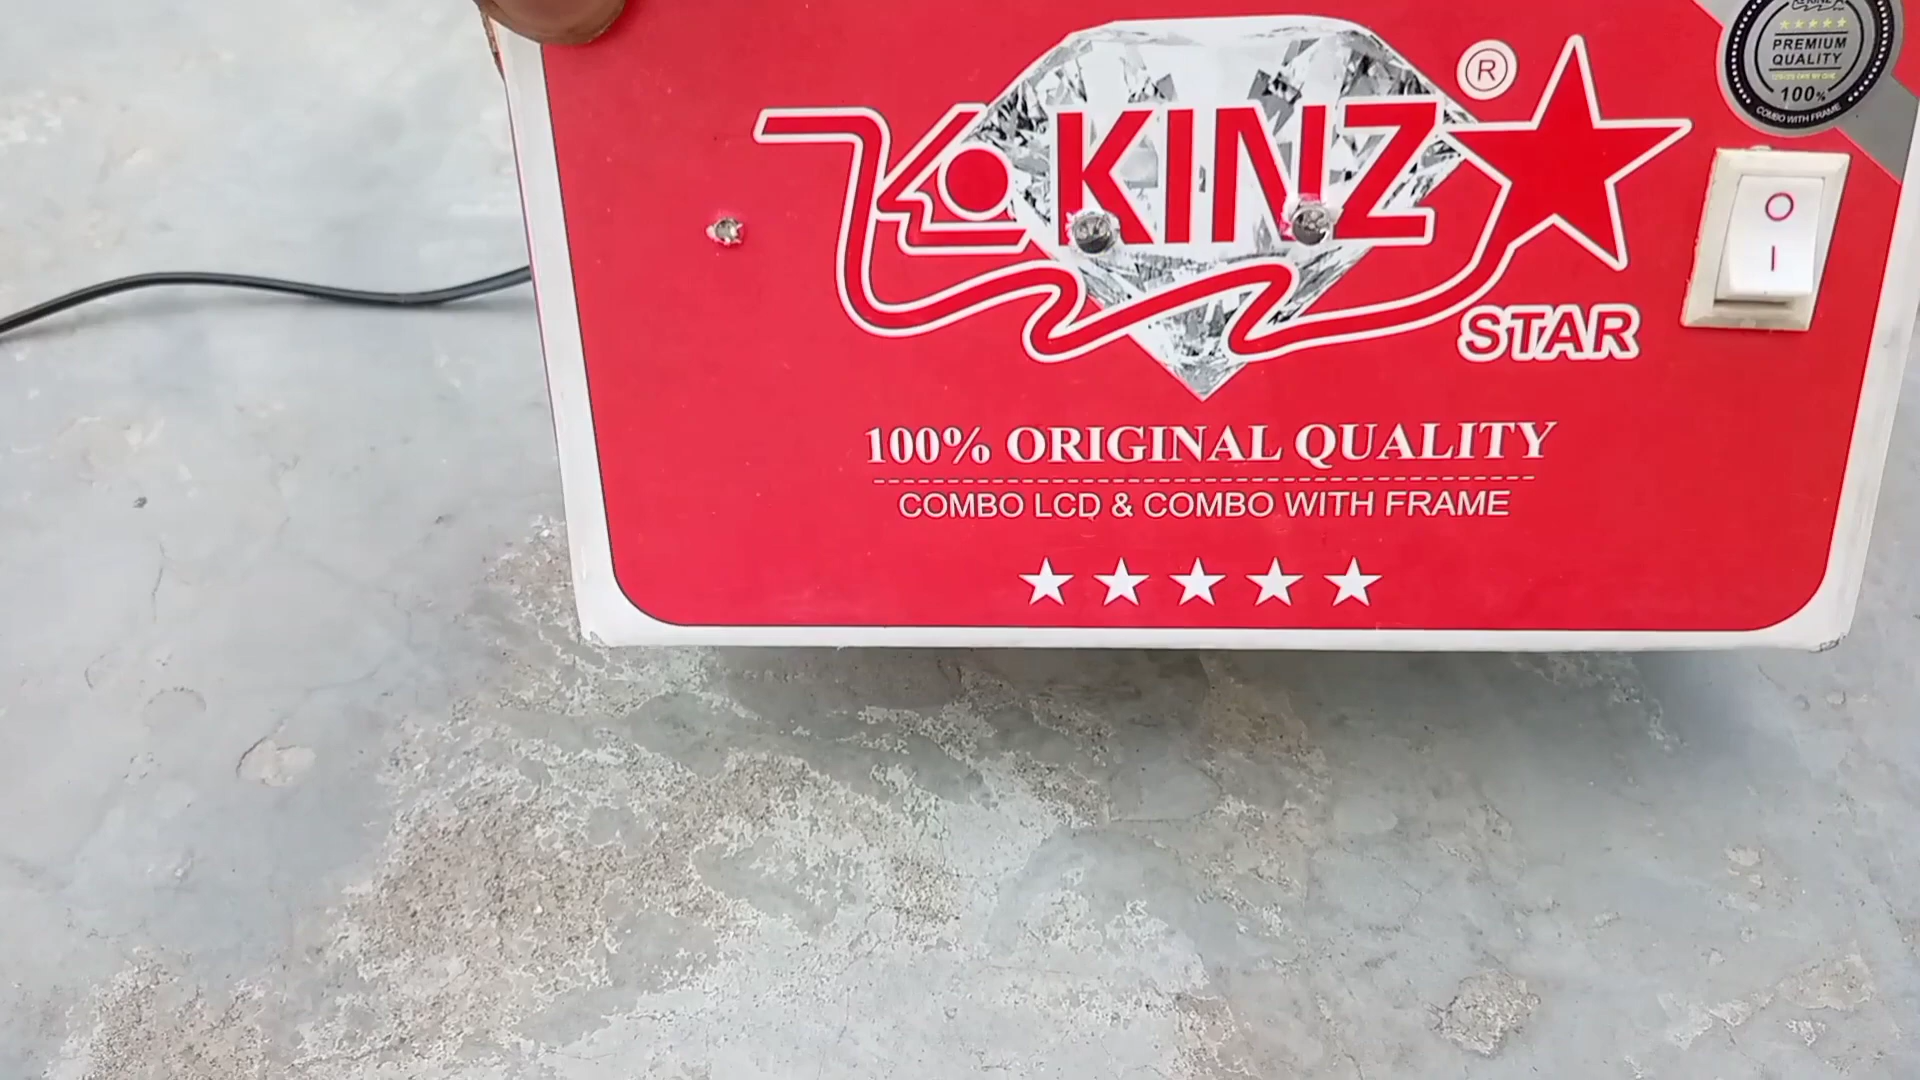 KINZ
®
STAR
100% ORIGINAL QUALITY
COMBO LCD & COMBO WITH FRAME
PREMIUM
QUALITY
100%
COMBO WITH FRAME
O
I